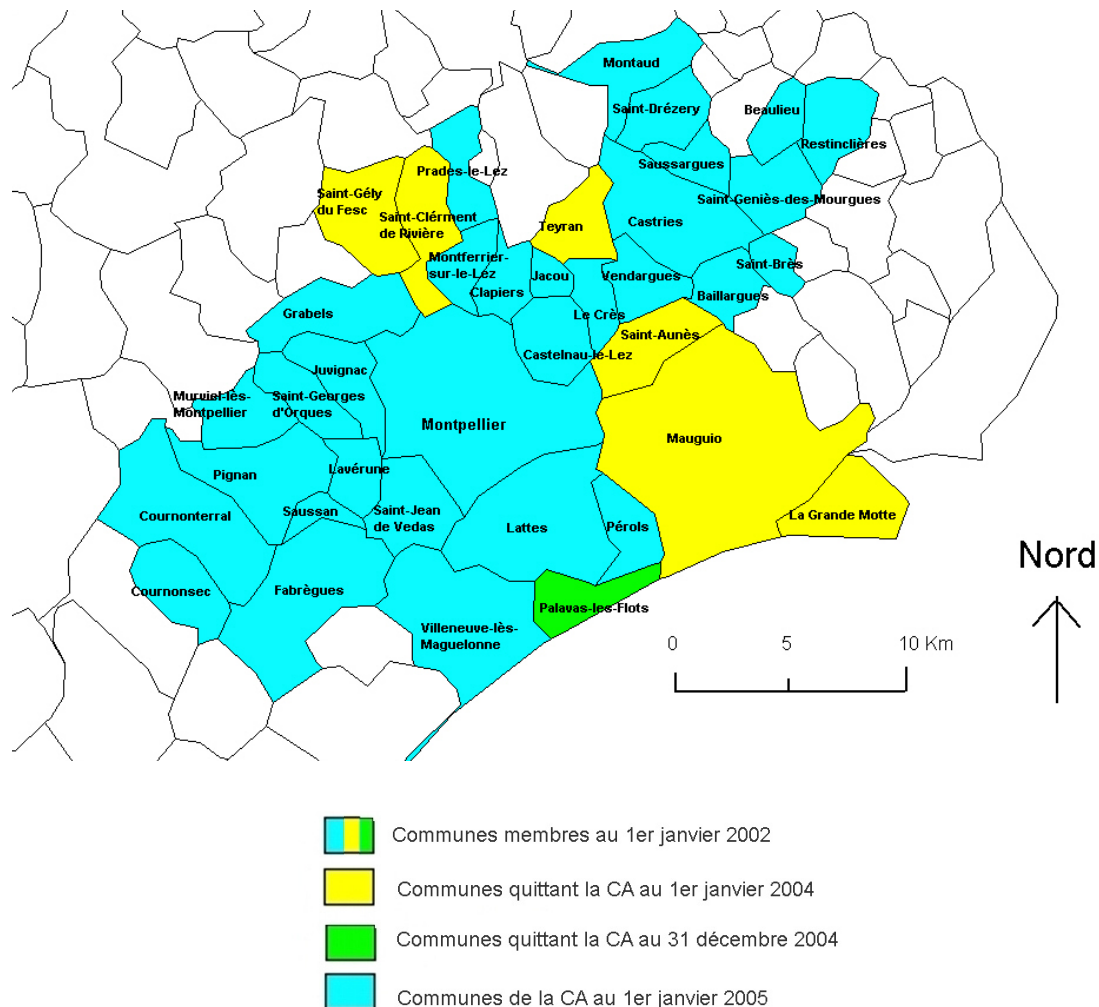 Montaud
Saint-Drézery
Beaulieu
Restinclières
Prades-le-Lez
Saussargues
Saint-Gély
du Fesc
Saint-Geniès-des-Mourgues
Saint-Clérment
de Rivière
Teyran
Castries
Montferrier-
sur-le-Léz
Saint-Brès
Jacou
Vendargues
Clapiers
Baillargues
Grabels
Le Crès
Saint-Aunès
Castelnau-le-Lez
Juvignac
Murviel-lès-
Montpellier
Saint-Georges
d'Orques
Montpellier
Mauguio
Pignan
Lavérune
Cournonterral
Saussan
Saint-Jean
de Vedas
Lattes
Pérols
La Grande Motte
Nord
Cournonsec
Fabrègues
Palavas-les-Flots
Villeneuve-lès-
Maguelonne
0 5 10 Km
Communes membres au 1er janvier 2002
Communes quittant la CA au 1er janvier 2004
Communes quittant la CA au 31 décembre 2004
Communes de la CA au 1er janvier 2005